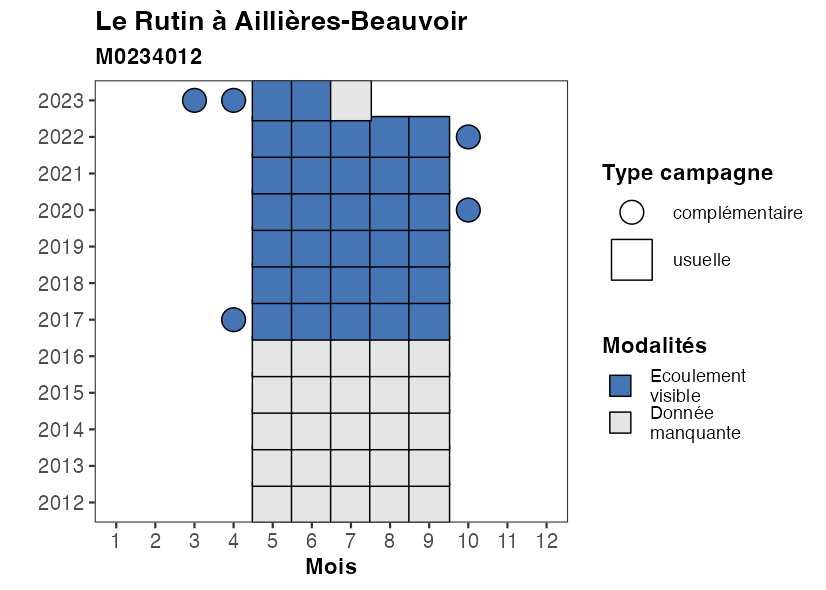 Le Rutin à Aillières-Beauvoir
M0234012
2023
2022
2021
2020
2019
2018
2017
2016
2015
2014
2013
2012
1 2 3 4 5 6 7 8 9 10 11 12
Mois
Type campagne
complémentaire
usuelle
Modalités
Ecoulement
visible
Donnée
manquante